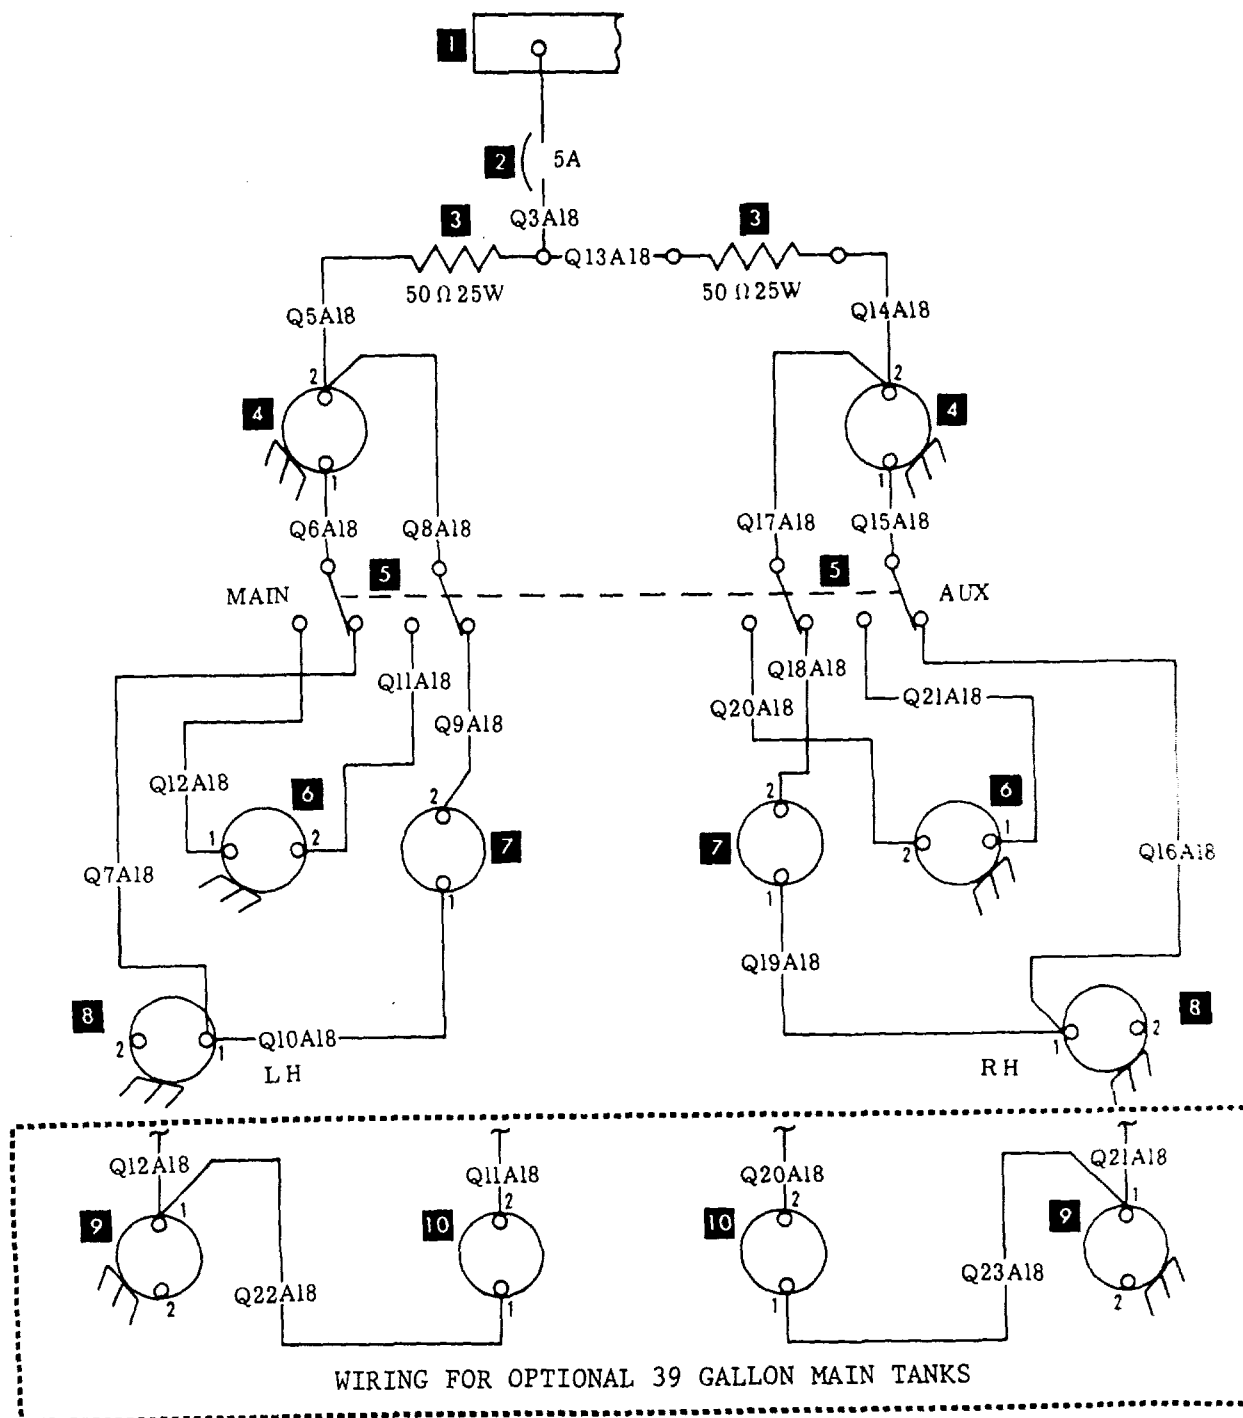 1
2 5A
3 Q3A18 3
Q13A18
50 Ω 25W 50 Ω 25W
Q5A18 Q14A18
2 2
4 4
1 1
Q6A18 Q8A18 Q17A18 Q15A18
MAIN 5 5 AUX
Q11A18 Q18A18
Q20A18 Q21A18
Q9A18
Q12A18 6 2 2 6
1 2 7 7 2 1
Q7A18 Q16A18
1 1
Q19A18
8 8
2 1 Q10A18 1 2
LH RH
Q12A18 Q11A18 Q20A18 Q21A18
1 2 2 1
9 10 10 9
Q22A18 Q23A18
2 1 1 2
WIRING FOR OPTIONAL 39 GALLON MAIN TANKS